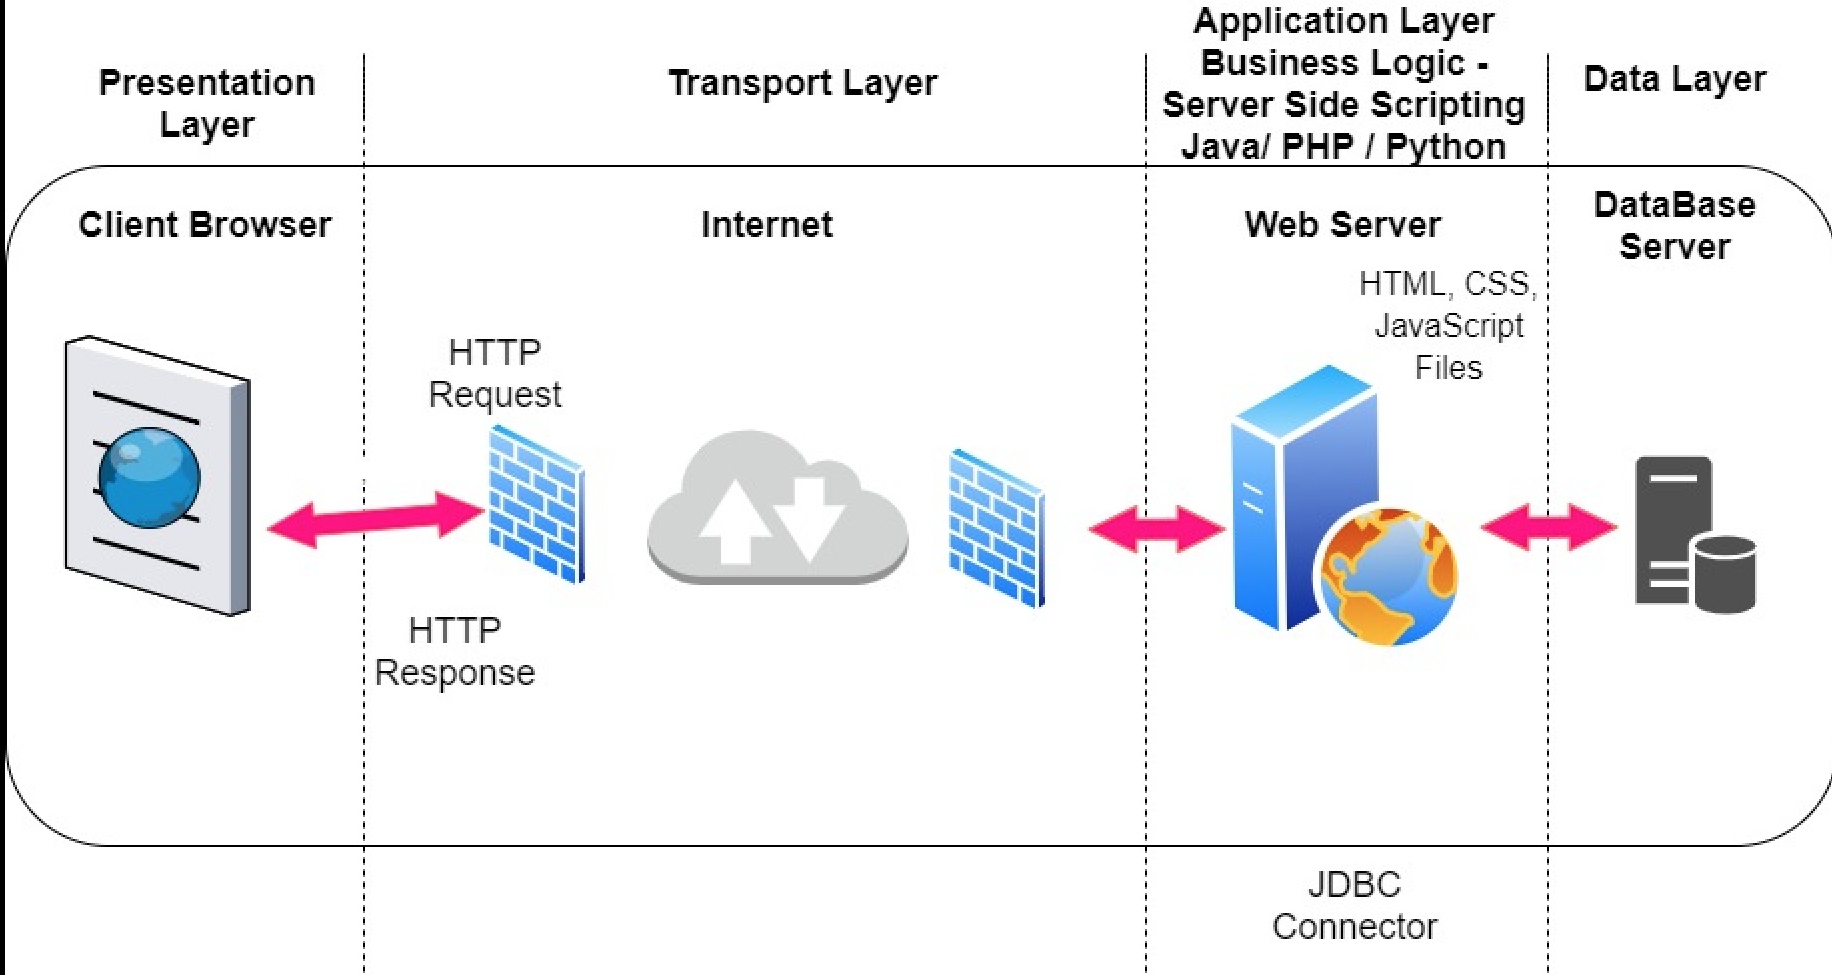 Presentation
Layer
Transport Layer
Application Layer
Business Logic -
Server Side Scripting
Java/ PHP / Python
Data Layer
Client Browser
Internet
Web Server
DataBase
Server
HTML, CSS,
JavaScript
Files
HTTP
Request
HTTP
Response
JDBC
Connector